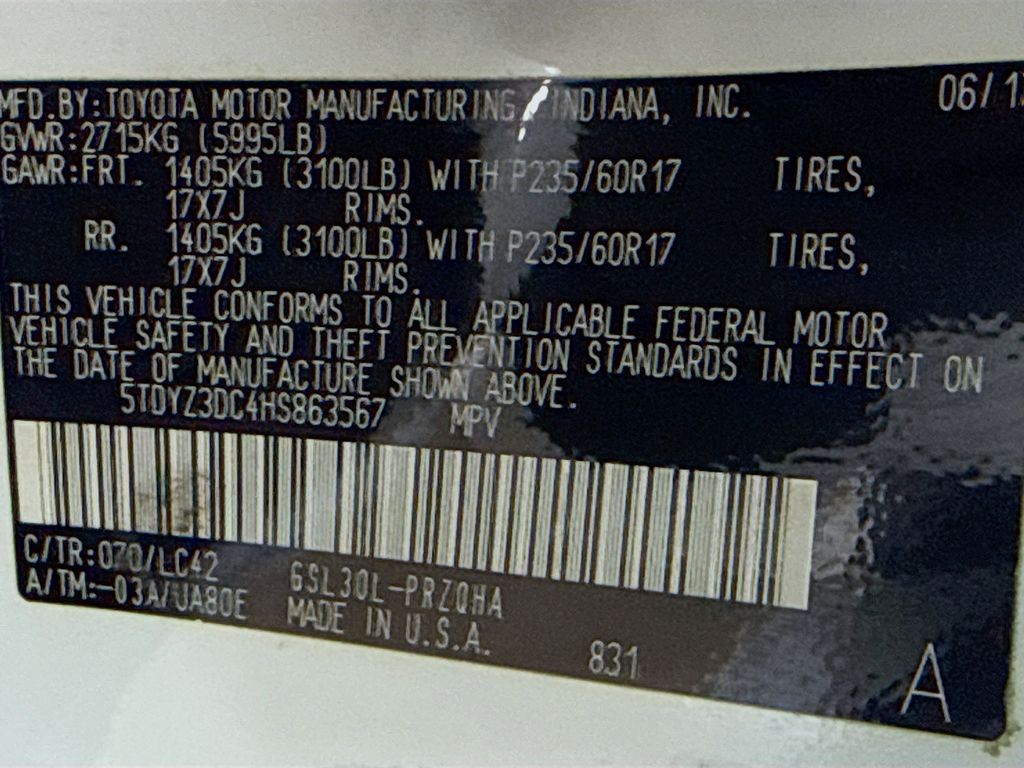 MFD.BY:TOYOTA MOTOR MANUFACTURING, INDIANA, INC. 06/1
GVWR:2715KG (5995LB)
GAWR:FRT. 1405KG (3100LB) WITH P235/60R17 TIRES,
17X7J RIMS.
RR. 1405KG (3100LB) WITH P235/60R17 TIRES,
17X7J RIMS.
THIS VEHICLE CONFORMS TO ALL APPLICABLE FEDERAL MOTOR
VEHICLE SAFETY AND THEFT PREVENTION STANDARDS IN EFFECT ON
THE DATE OF MANUFACTURE SHOWN ABOVE.
5TDYZ3DC4HS863567 MPV
C/TR:070/LC42 GSL30L-PRZQHA
A/TM:-03A/UA80E MADE IN U.S.A.
831
A